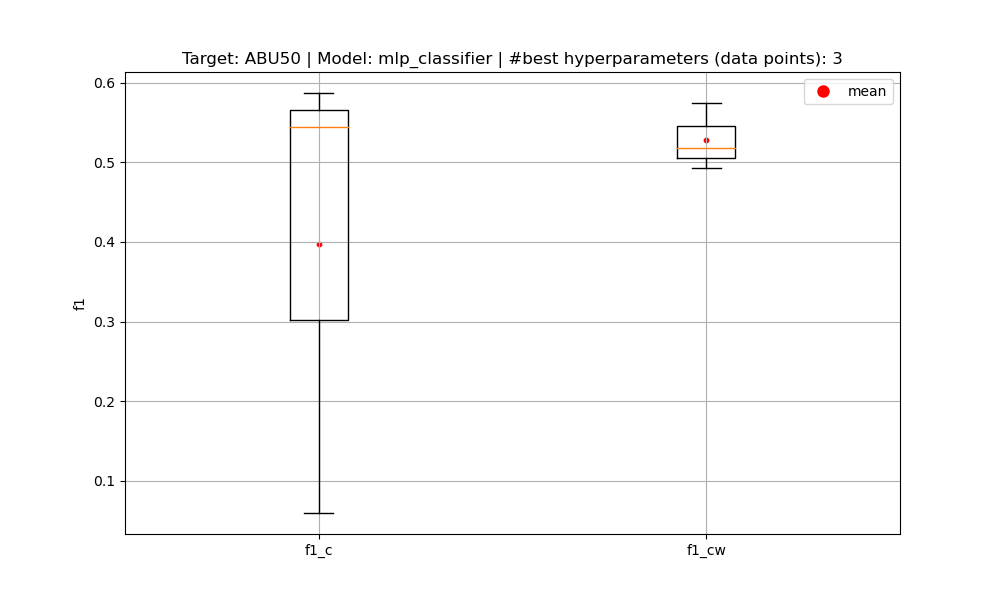 Target: ABU50 | Model: mlp_classifier | #best hyperparameters (data points): 3
mean
0.6
0.5
0.4
0.3
0.2
0.1
f1
f1_c
f1_cw